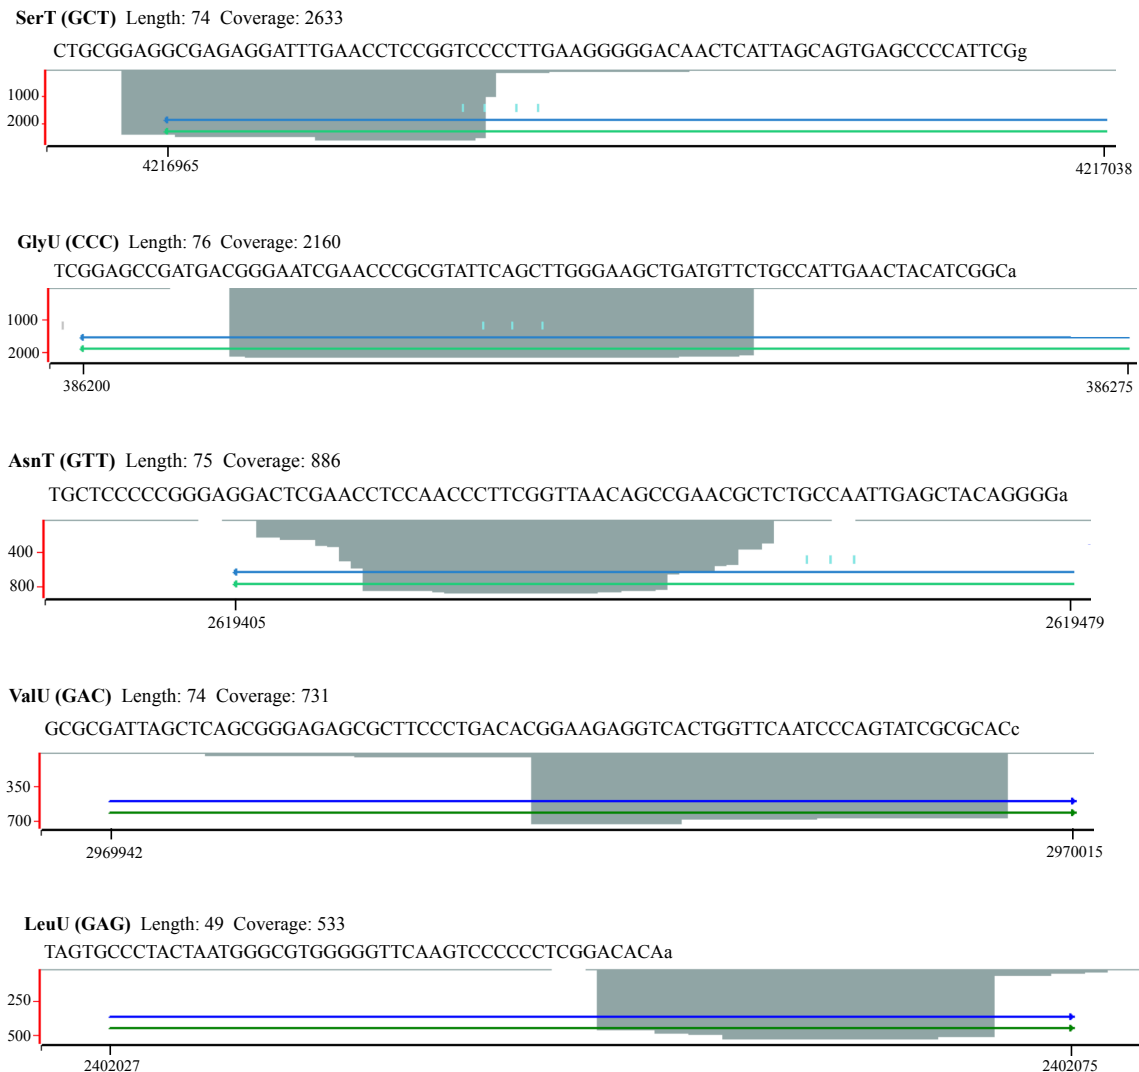 SerT (GCT) Length: 74 Coverage: 2633
CTGCGGAGGCGAGAGGATTTGAACCTCCGGTCCCCTTGAAGGGGGACAACTCATTAGCAGTGAGCCCCATTCGg
1000
2000
4216965
4217038
GlyU (CCC) Length: 76 Coverage: 2160
TCGGAGCCGATGACGGGAATCGAACCCGCGTATTCAGCTTGGGAAGCTGATGTTCTGCCATTGAACTACATCGGCa
1000
2000
386200
386275
AsnT (GTT) Length: 75 Coverage: 886
TGCTCCCCCGGGAGGACTCGAACCTCCAACCCTTCGGTTAACAGCCGAACGCTCTGCCAATTGAGCTACAGGGGa
400
800
2619405
2619479
ValU (GAC) Length: 74 Coverage: 731
GCGCGATTAGCTCAGCGGGAGAGCGCTTCCCTGACACGGAAGAGGTCACTGGTTCAATCCCAGTATCGCGCACc
350
700
2969942
2970015
LeuU (GAG) Length: 49 Coverage: 533
TAGTGCCCTACTAATGGGCGTGGGGGTTCAAGTCCCCCCTCGGACACAa
250
500
2402027
2402075